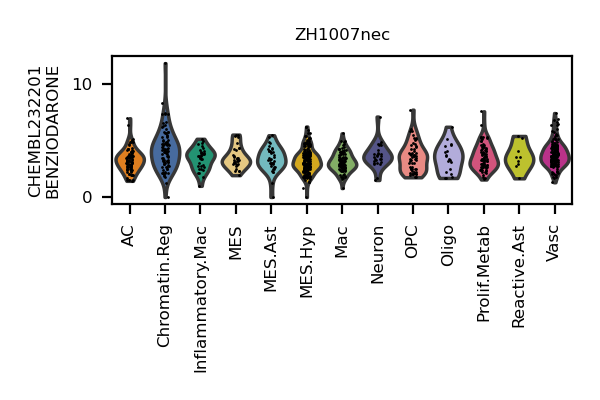 ZH1007nec
CHEMBL232201
BENZIODARONE
10
0
AC
Chromatin.Reg
Inflammatory.Mac
MES
MES.Ast
MES.Hyp
Mac
Neuron
OPC
Oligo
Prolif.Metab
Reactive.Ast
Vasc